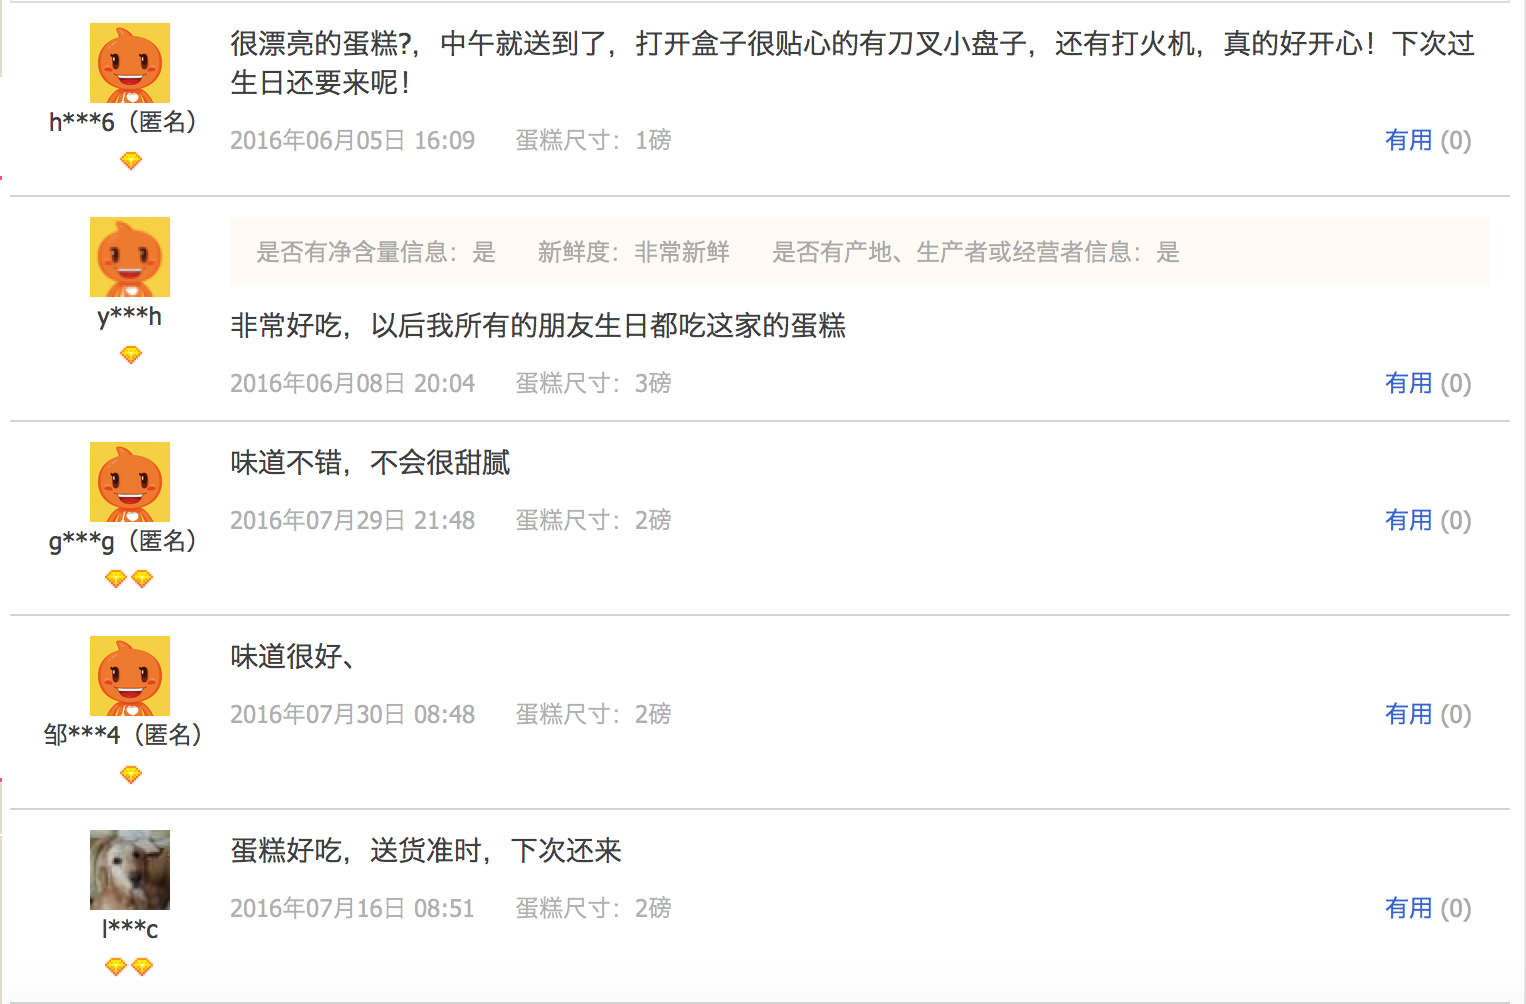 很漂亮的蛋糕?，中午就送到了，打开盒子很贴心的有刀叉小盘子，还有打火机，真的好开心！下次过
生日还要来呢！
h***6（匿名）
2016年06月05日 16:09 蛋糕尺寸：1磅 有用 (0)
是否有净含量信息：是 新鲜度：非常新鲜 是否有产地、生产者或经营者信息：是
y***h
非常好吃，以后我所有的朋友生日都吃这家的蛋糕
2016年06月08日 20:04 蛋糕尺寸：3磅 有用 (0)
味道不错，不会很甜腻
2016年07月29日 21:48 蛋糕尺寸：2磅 有用 (0)
g***g（匿名）
味道很好、
2016年07月30日 08:48 蛋糕尺寸：2磅 有用 (0)
邹***4（匿名）
蛋糕好吃，送货准时，下次还来
2016年07月16日 08:51 蛋糕尺寸：2磅 有用 (0)
l***c